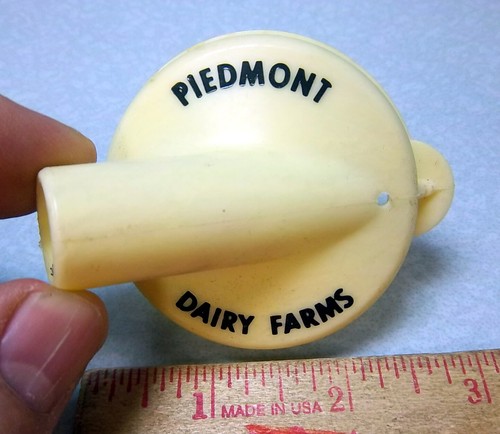 PIEDMONT
DAIRY FARMS
1 MADE IN USA 2 3